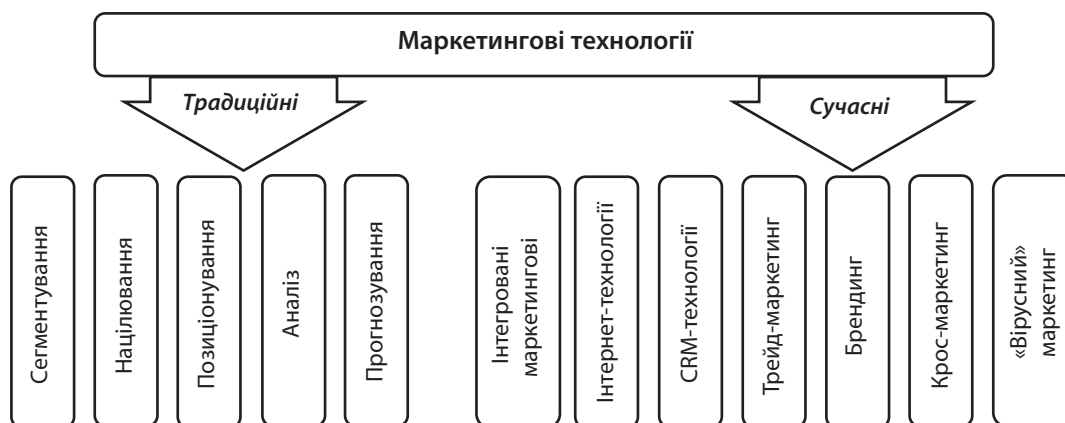 Маркетингові технології
Традиційні
Сучасні
Сегментування
Націлювання
Позиціонування
Аналіз
Прогнозування
Інтегровані
маркетингові
Інтернет-технології
CRM-технології
Трейд-маркетинг
Брендинг
Крос-маркетинг
«Вірусний»
маркетинг